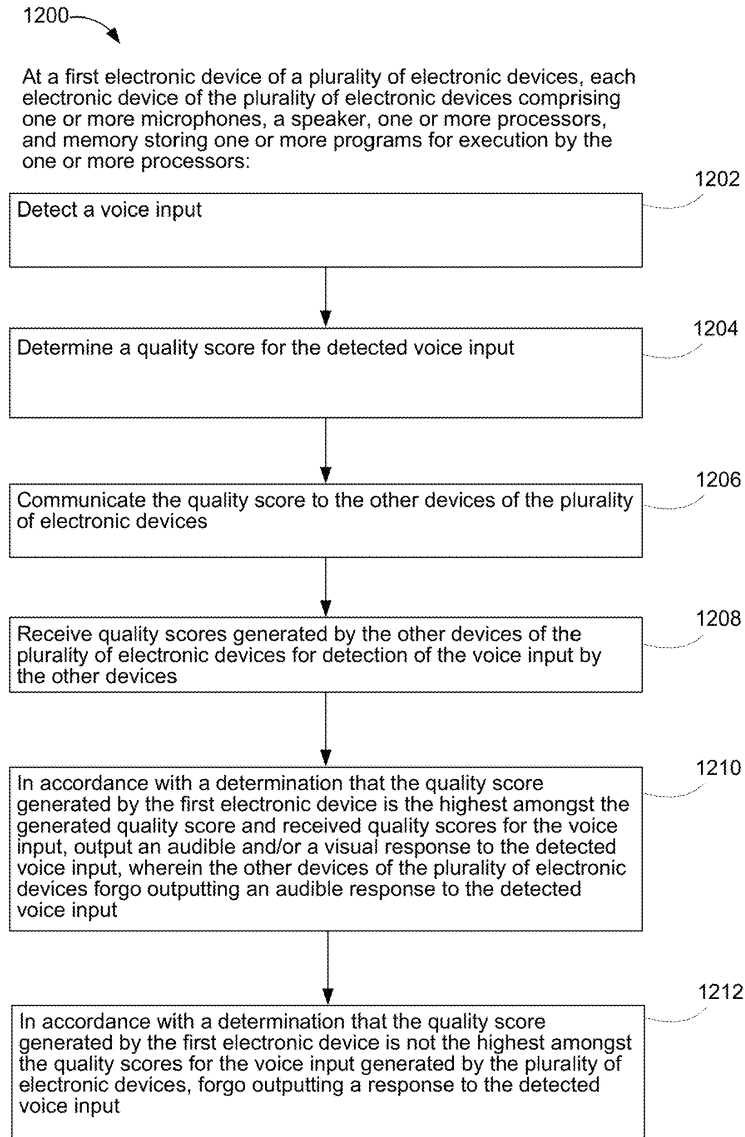 1200
At a first electronic device of a plurality of electronic devices, each
electronic device of the plurality of electronic devices comprising
one or more microphones, a speaker, one or more processors,
and memory storing one or more programs for execution by the
one or more processors:
1202
Detect a voice input
1204
Determine a quality score for the detected voice input
1206
Communicate the quality score to the other devices of the plurality
of electronic devices
1208
Receive quality scores generated by the other devices of the
plurality of electronic devices for detection of the voice input by
the other devices
1210
In accordance with a determination that the quality score
generated by the first electronic device is the highest amongst the
generated quality score and received quality scores for the voice
input, output an audible and/or a visual response to the detected
voice input, wherein the other devices of the plurality of electronic
devices forgo outputting an audible response to the detected
voice input
1212
In accordance with a determination that the quality score
generated by the first electronic device is not the highest amongst
the quality scores for the voice input generated by the plurality of
electronic devices, forgo outputting a response to the detected
voice input